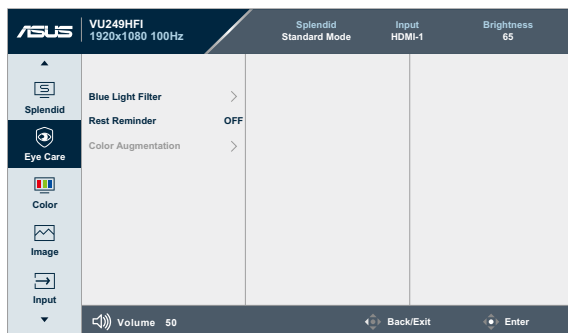 ASUS
VU249HFI
1920x1080 100Hz
Splendid
Standard Mode
Input
HDMI-1
Brightness
65
Splendid
Eye Care
Color
Image
Input
Blue Light Filter
Rest Reminder OFF
Color Augmentation
Volume 50
Back/Exit
Enter